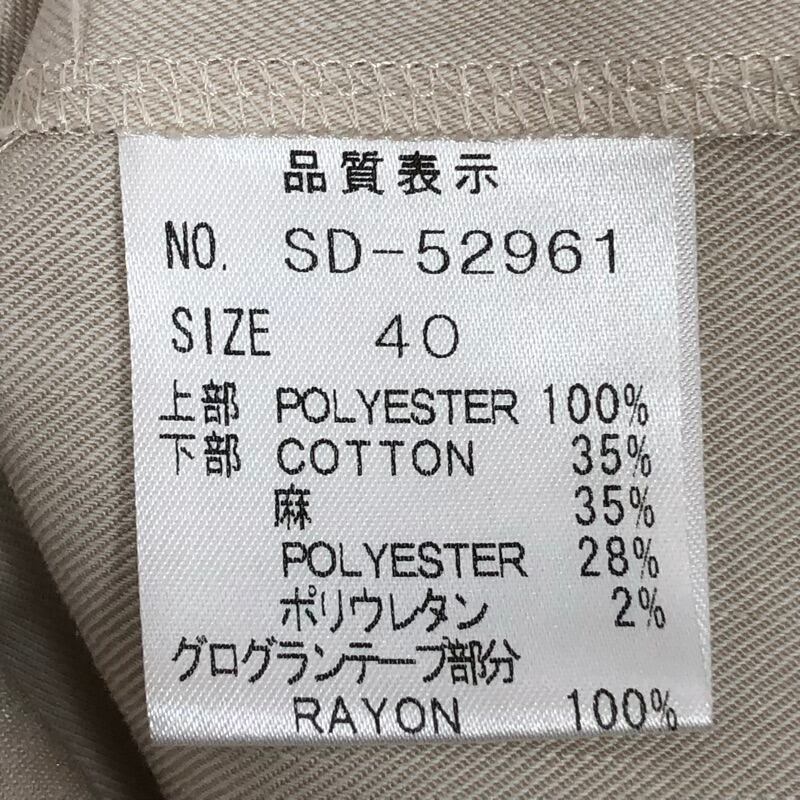 品質表示
NO. SD-52961
SIZE 40
上部 POLYESTER 100%
下部 COTTON 35%
麻 35%
POLYESTER 28%
ポリウレタン 2%
グログランテープ部分
RAYON 100%